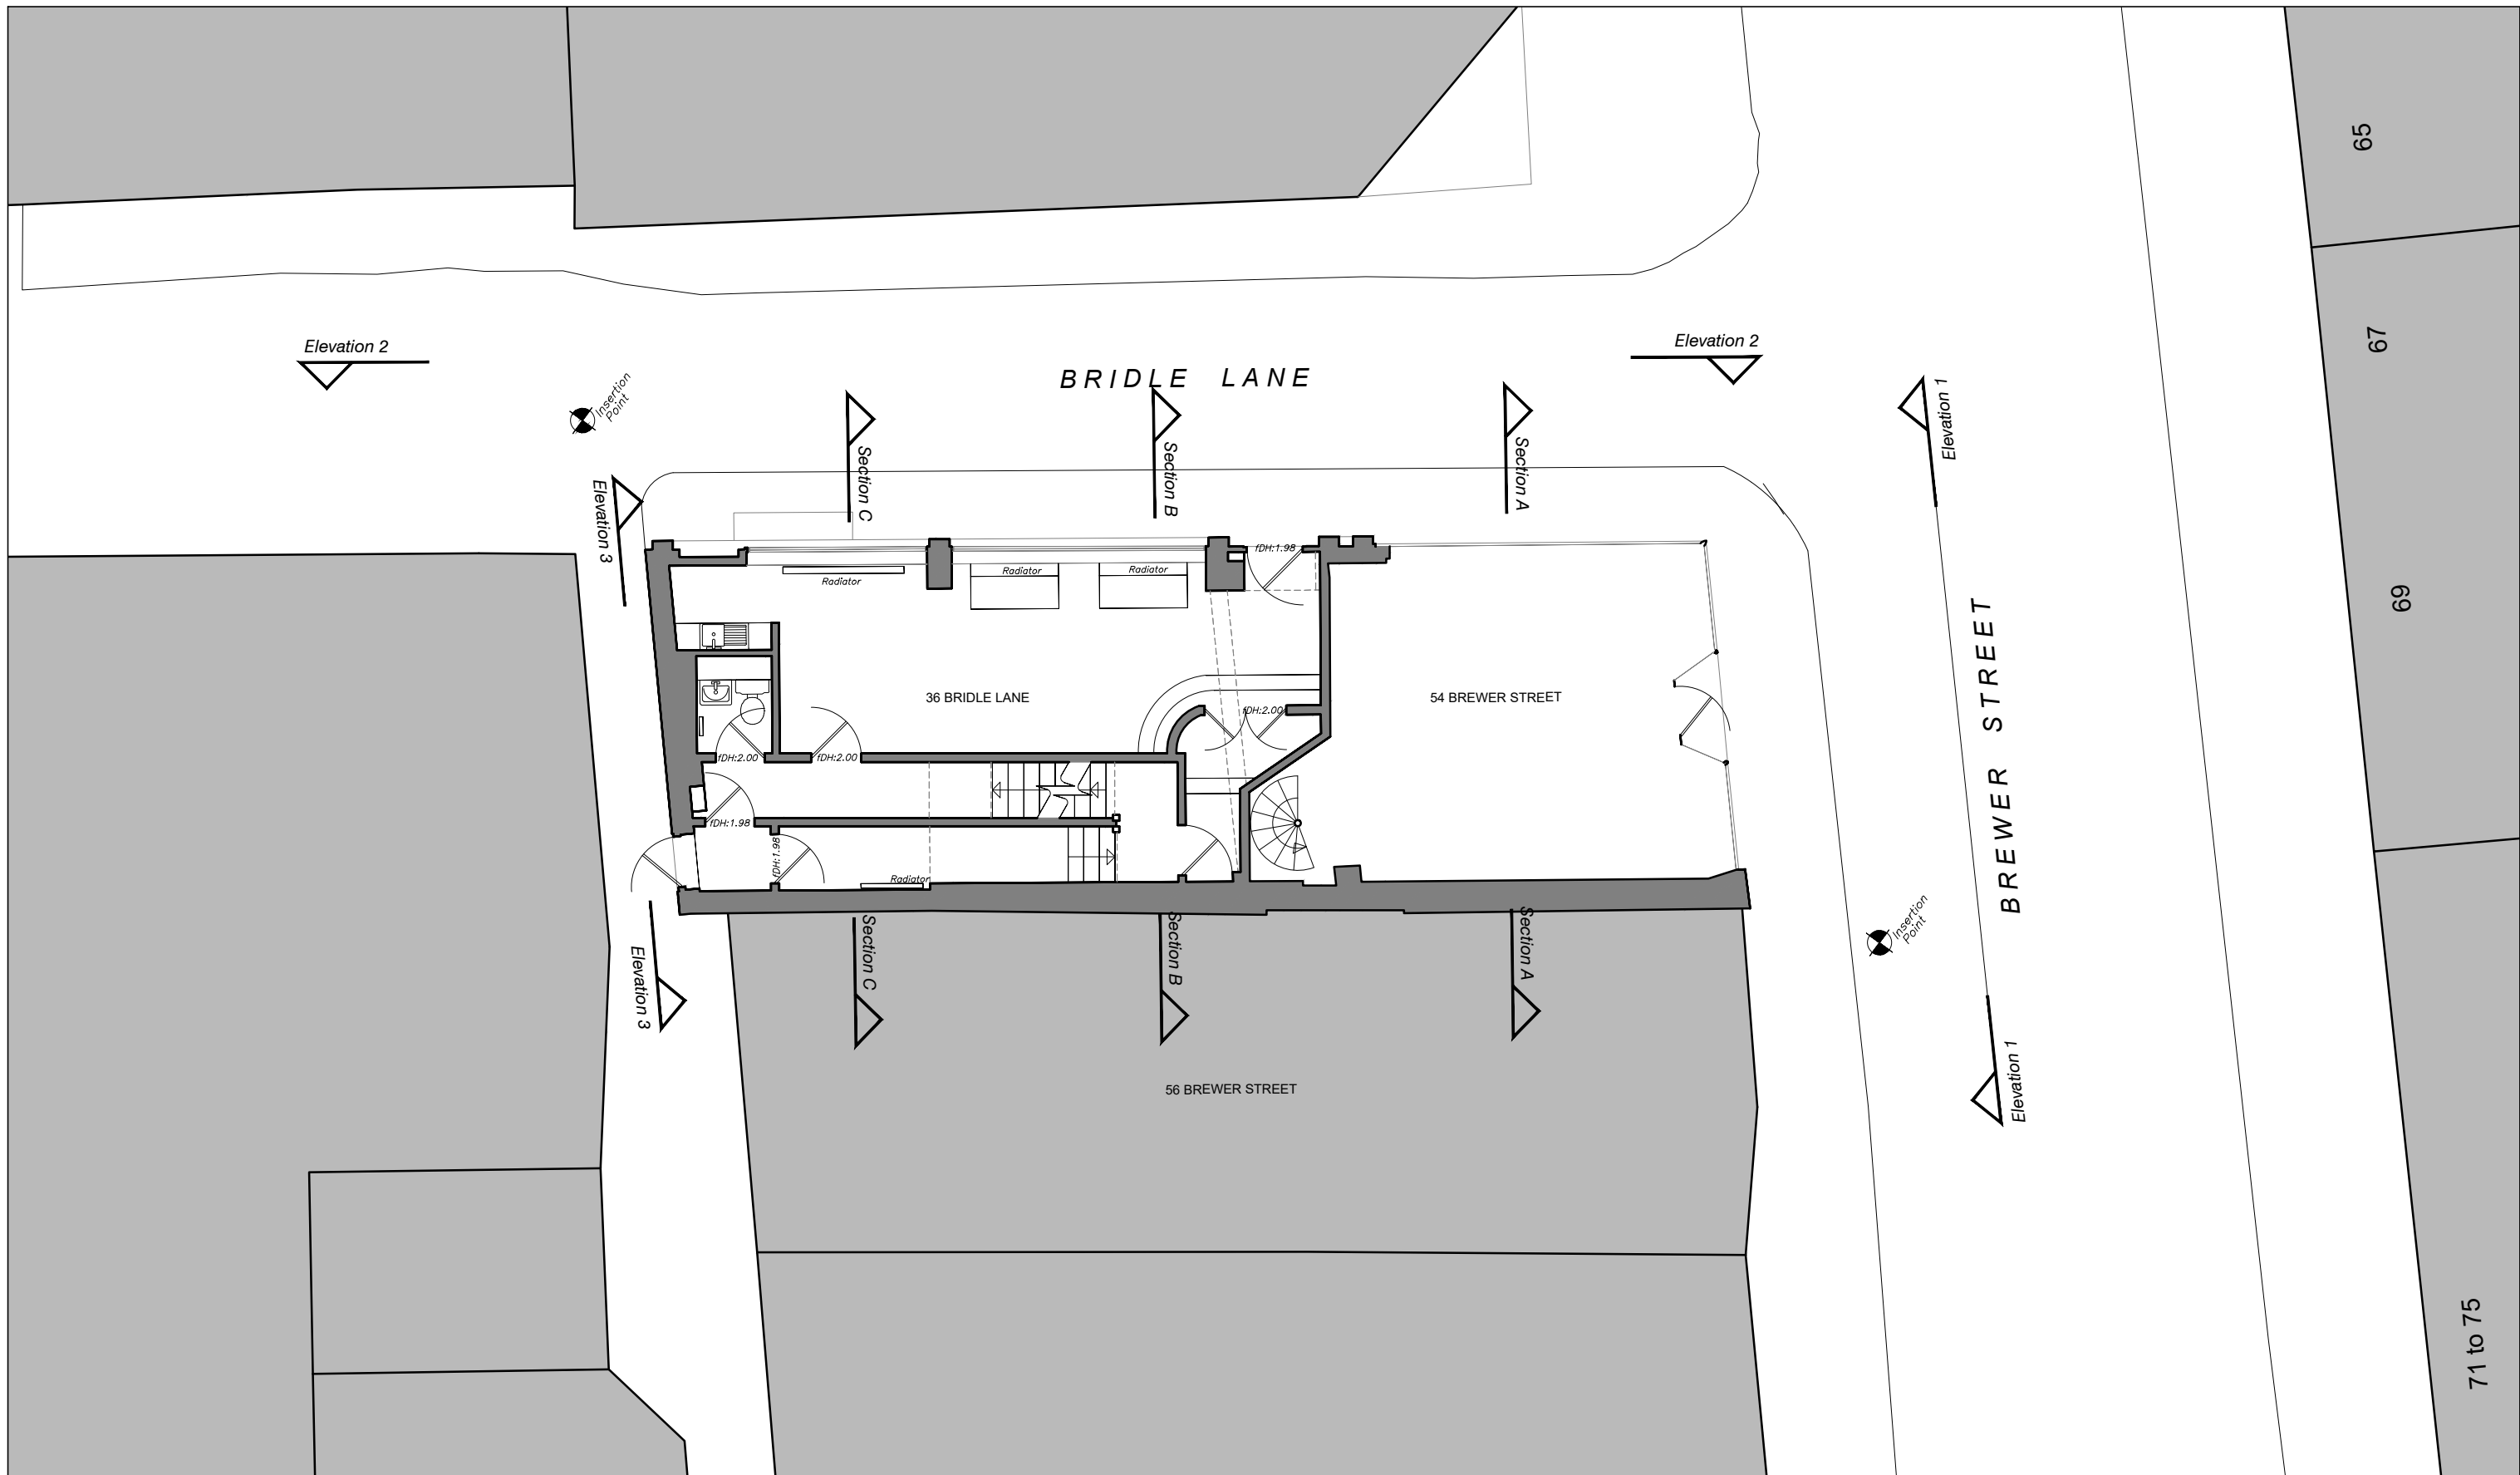 65
67
69
71 to 75
Elevation 2
Elevation 2
BRIDLE LANE
Insertion
Point
Elevation 1
Elevation 3
Section C
Section B
Section A
fDH:1.98
Radiator
Radiator
Radiator
36 BRIDLE LANE
54 BREWER STREET
fDH:2.00
fDH:2.00
fDH:2.00
fDH:1.98
fDH:1.98
Radiator
BREWER STREET
Insertion
Point
Elevation 3
Section C
Section B
Section A
Elevation 1
56 BREWER STREET